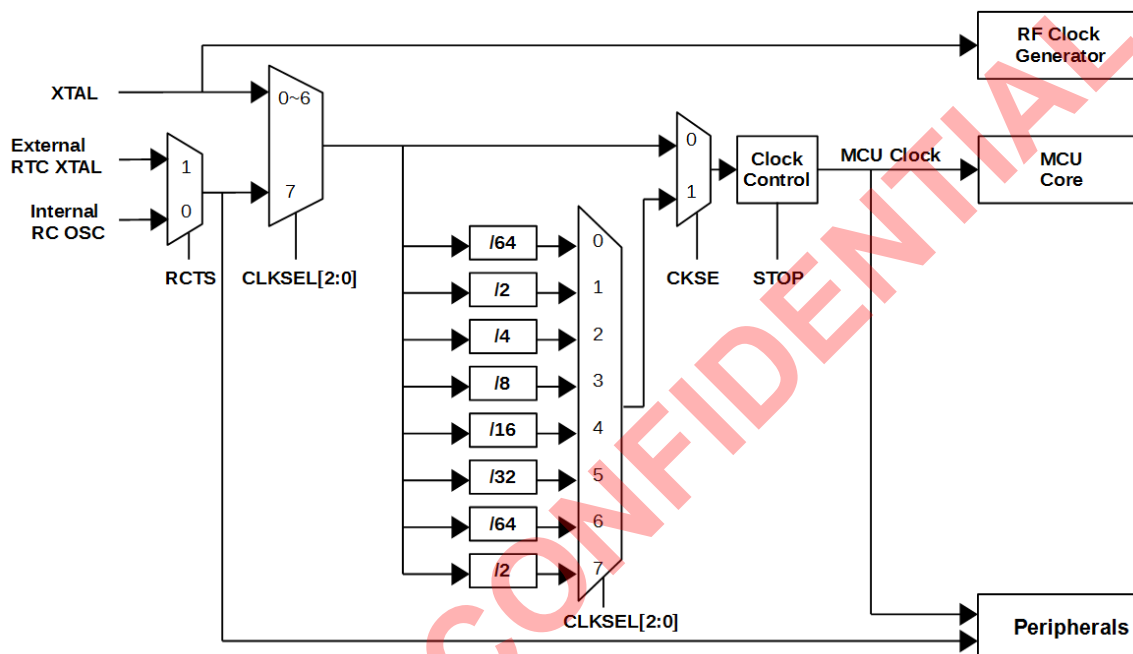 RF Clock
Generator
XTAL
0~6
External
RTC XTAL
1
7
Internal
RC OSC
0
RCTS
CLKSEL[2:0]
0
1
Clock
Control
MCU Clock
MCU
Core
CKSE
STOP
/64
0
/2
1
/4
2
/8
3
/16
4
/32
5
/64
6
/2
7
CLKSEL[2:0]
Peripherals
CONFIDENTIAL